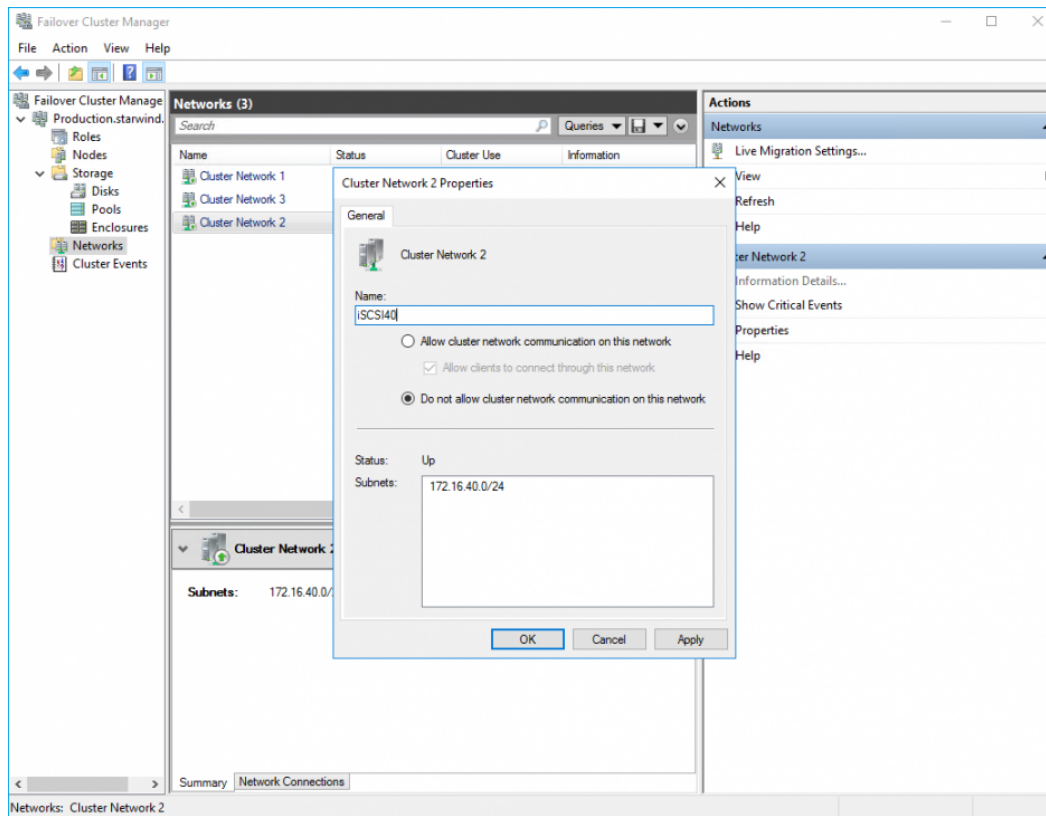 Failover Cluster Manager
File Action View Help
Failover Cluster Manage
Production.starwind.
Roles
Nodes
Storage
Disks
Pools
Enclosures
Networks
Cluster Events
Networks (3)
Search
Queries
Name Status Cluster Use Information
Cluster Network 1
Cluster Network 3
Cluster Network 2
Cluster Network 2 Properties
General
Cluster Network 2
Name:
iSCSI40
Allow cluster network communication on this network
Allow clients to connect through this network
Do not allow cluster network communication on this network
Status: Up
Subnets: 172.16.40.0/24
OK Cancel Apply
Cluster Network 2
Subnets: 172.16.40.0/
Summary Network Connections
Actions
Networks
Live Migration Settings...
View
Refresh
Help
ter Network 2
Information Details...
Show Critical Events
Properties
Help
Networks: Cluster Network 2